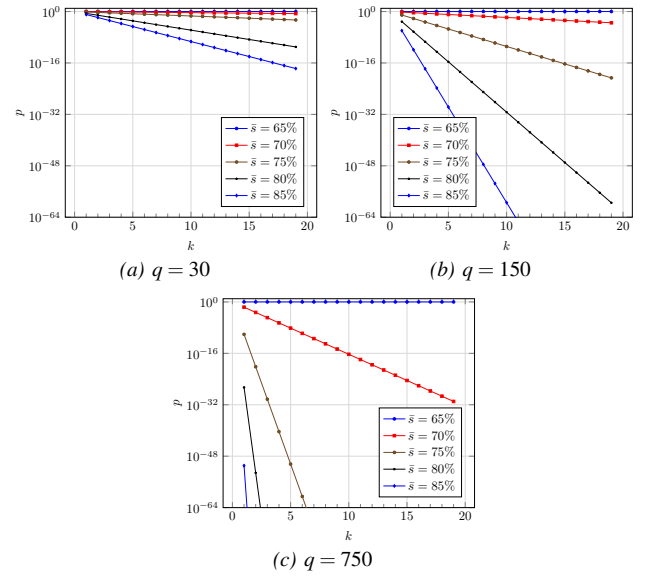 10^0
10^−16
10^−32
10^−48
10^−64
p
0 5 10 15 20
k
s̄ = 65%
s̄ = 70%
s̄ = 75%
s̄ = 80%
s̄ = 85%
(a) q = 30
10^0
10^−16
10^−32
10^−48
10^−64
p
0 5 10 15 20
k
s̄ = 65%
s̄ = 70%
s̄ = 75%
s̄ = 80%
s̄ = 85%
(b) q = 150
10^0
10^−16
10^−32
10^−48
10^−64
p
0 5 10 15 20
k
s̄ = 65%
s̄ = 70%
s̄ = 75%
s̄ = 80%
s̄ = 85%
(c) q = 750